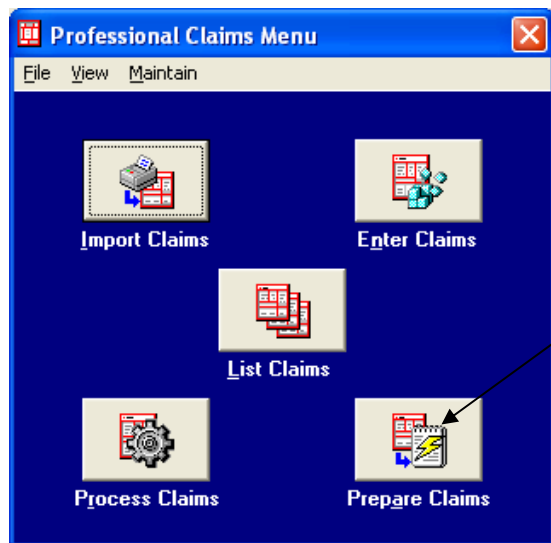 Professional Claims Menu
File View Maintain
Import Claims Enter Claims
List Claims
Process Claims Prepare Claims